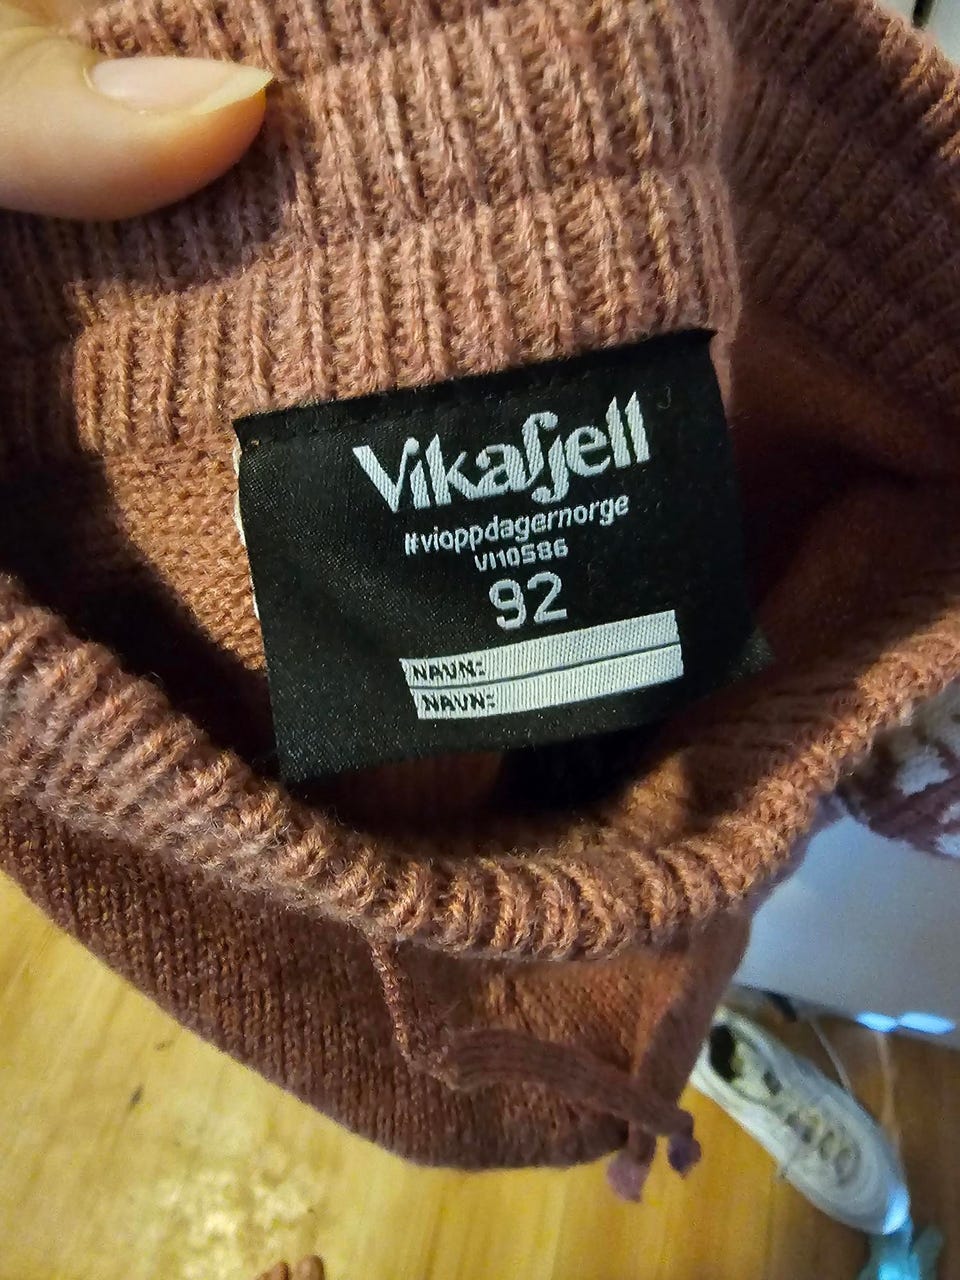 Vikafjell
#vioppdagernorge
VI10586
92
NAVN:
NAVN: